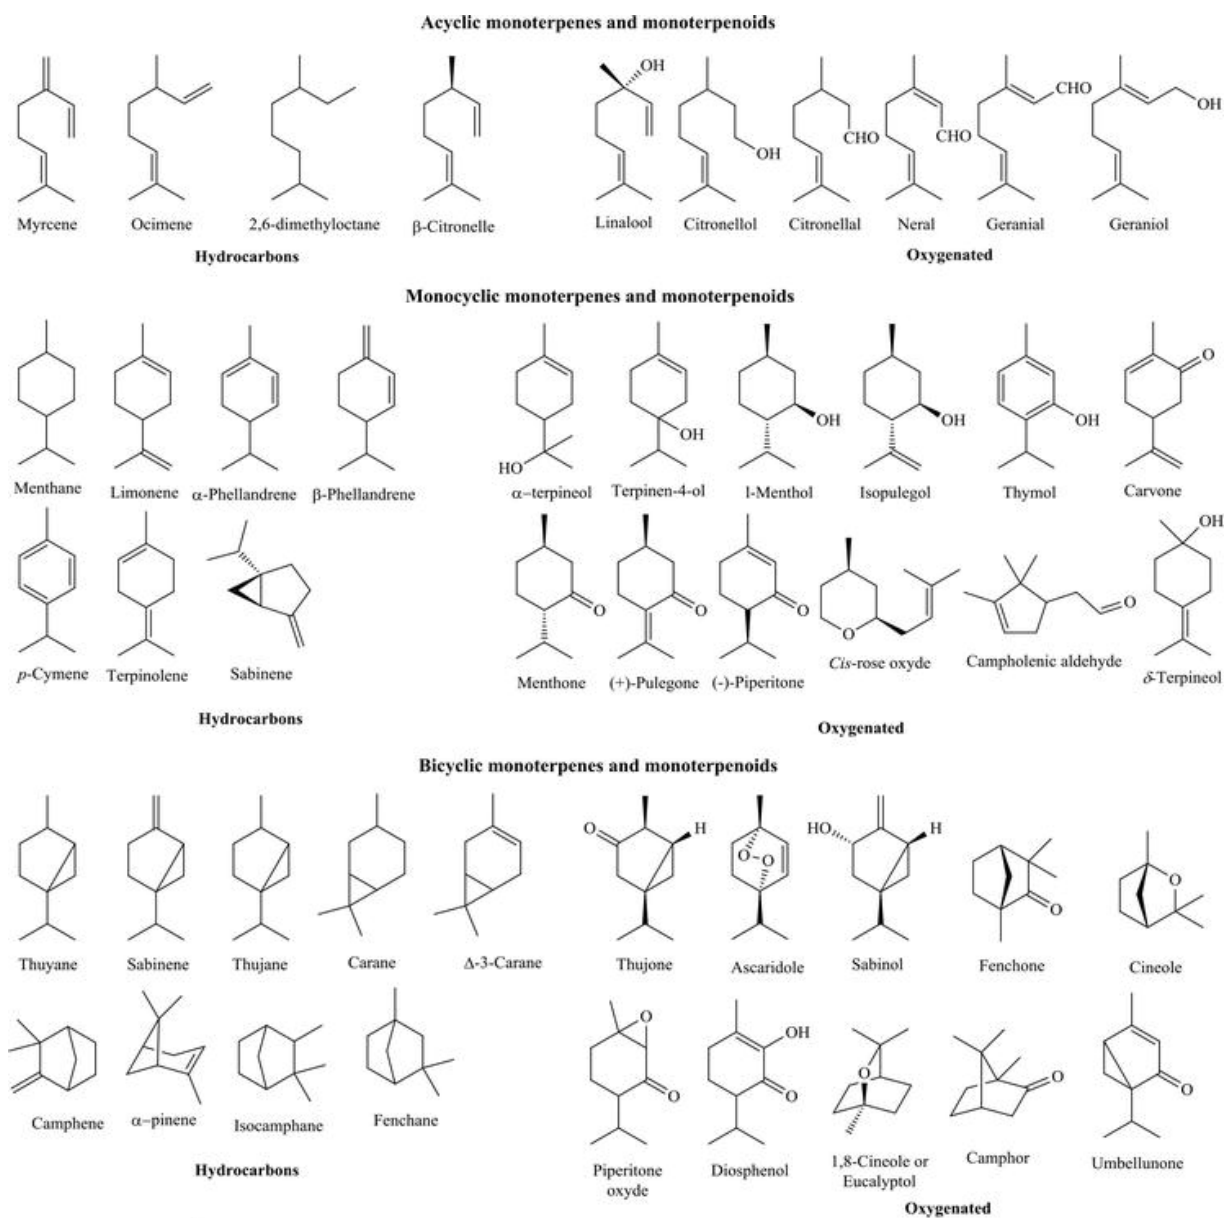 Acyclic monoterpenes and monoterpenoids
OH
CHO
OH
OH
CHO
CHO
Myrcene Ocimene 2,6-dimethyloctane β-Citronelle Linalool Citronellol Citronellal Neral Geranial Geraniol
Hydrocarbons Oxygenated
Monocyclic monoterpenes and monoterpenoids
O
OH OH OH
OH
HO
Menthane Limonene α-Phellandrene β-Phellandrene α-terpineol Terpinen-4-ol l-Menthol Isopulegol Thymol Carvone
OH
O O O O
O
p-Cymene Terpinolene Sabinene Menthone (+)-Pulegone (-)-Piperitone Cis-rose oxyde Campholenic aldehyde δ-Terpineol
Hydrocarbons Oxygenated
Bicyclic monoterpenes and monoterpenoids
O H HO H
O-O
O
O
Thuyane Sabinene Thujane Carane Δ-3-Carane Thujone Ascaridole Sabinol Fenchone Cineole
O
OH
O
O O O O
Camphene α-pinene Isocamphane Fenchane Piperitone Diosphenol 1,8-Cineole or Camphor Umbellunone
oxyde Eucalyptol
Hydrocarbons Oxygenated